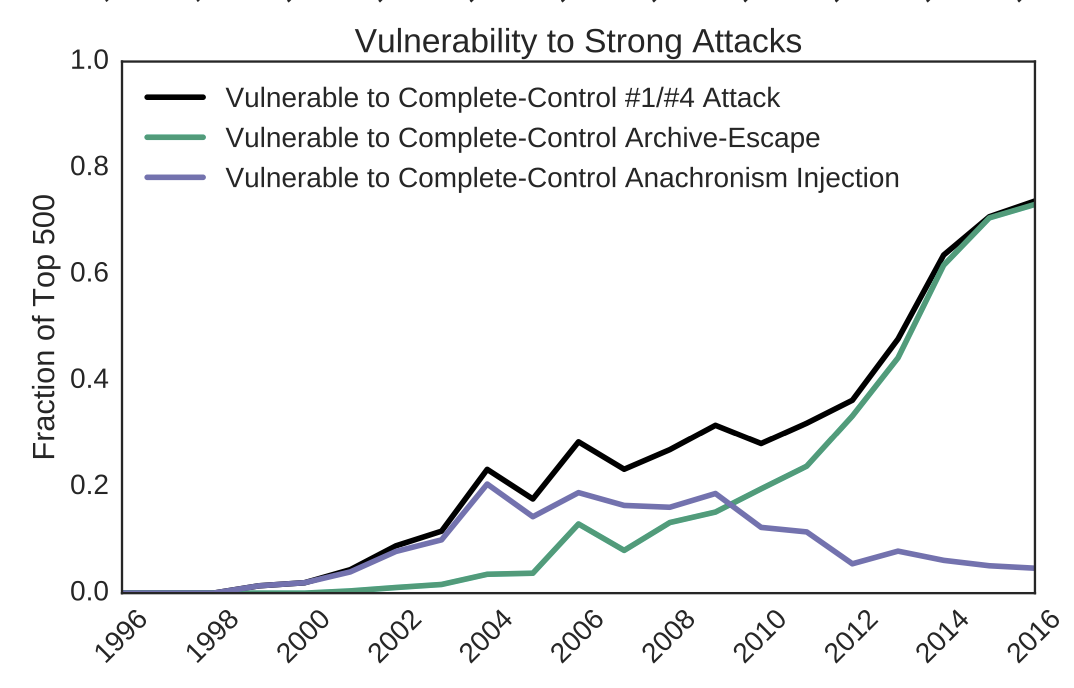 Vulnerability to Strong Attacks
1.0
Vulnerable to Complete-Control #1/#4 Attack
Vulnerable to Complete-Control Archive-Escape
0.8
Vulnerable to Complete-Control Anachronism Injection
Fraction of Top 500
0.6
0.4
0.2
0.0
1996 1998 2000 2002 2004 2006 2008 2010 2012 2014 2016